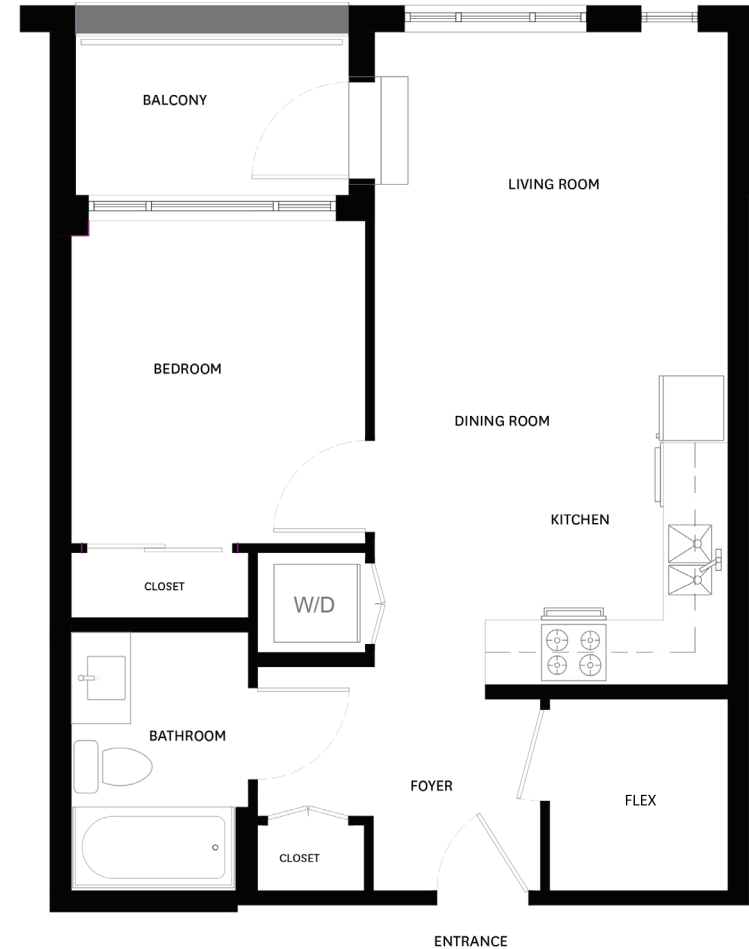 BALCONY
LIVING ROOM
BEDROOM
DINING ROOM
KITCHEN
CLOSET
W/D
BATHROOM
FOYER
FLEX
CLOSET
ENTRANCE